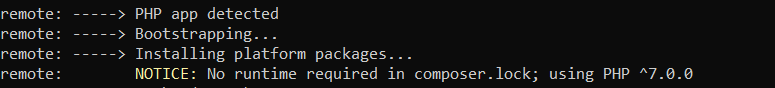 remote: -----> PHP app detected
remote: -----> Bootstrapping...
remote: -----> Installing platform packages...
remote:        NOTICE: No runtime required in composer.lock; using PHP ^7.0.0